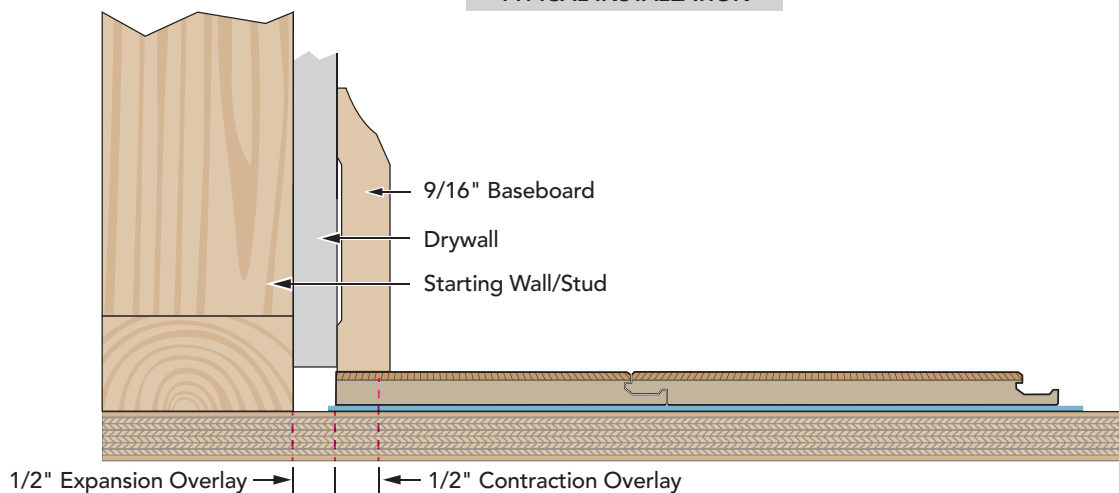 9/16" Baseboard
Drywall
Starting Wall/Stud
1/2" Expansion Overlay
1/2" Contraction Overlay